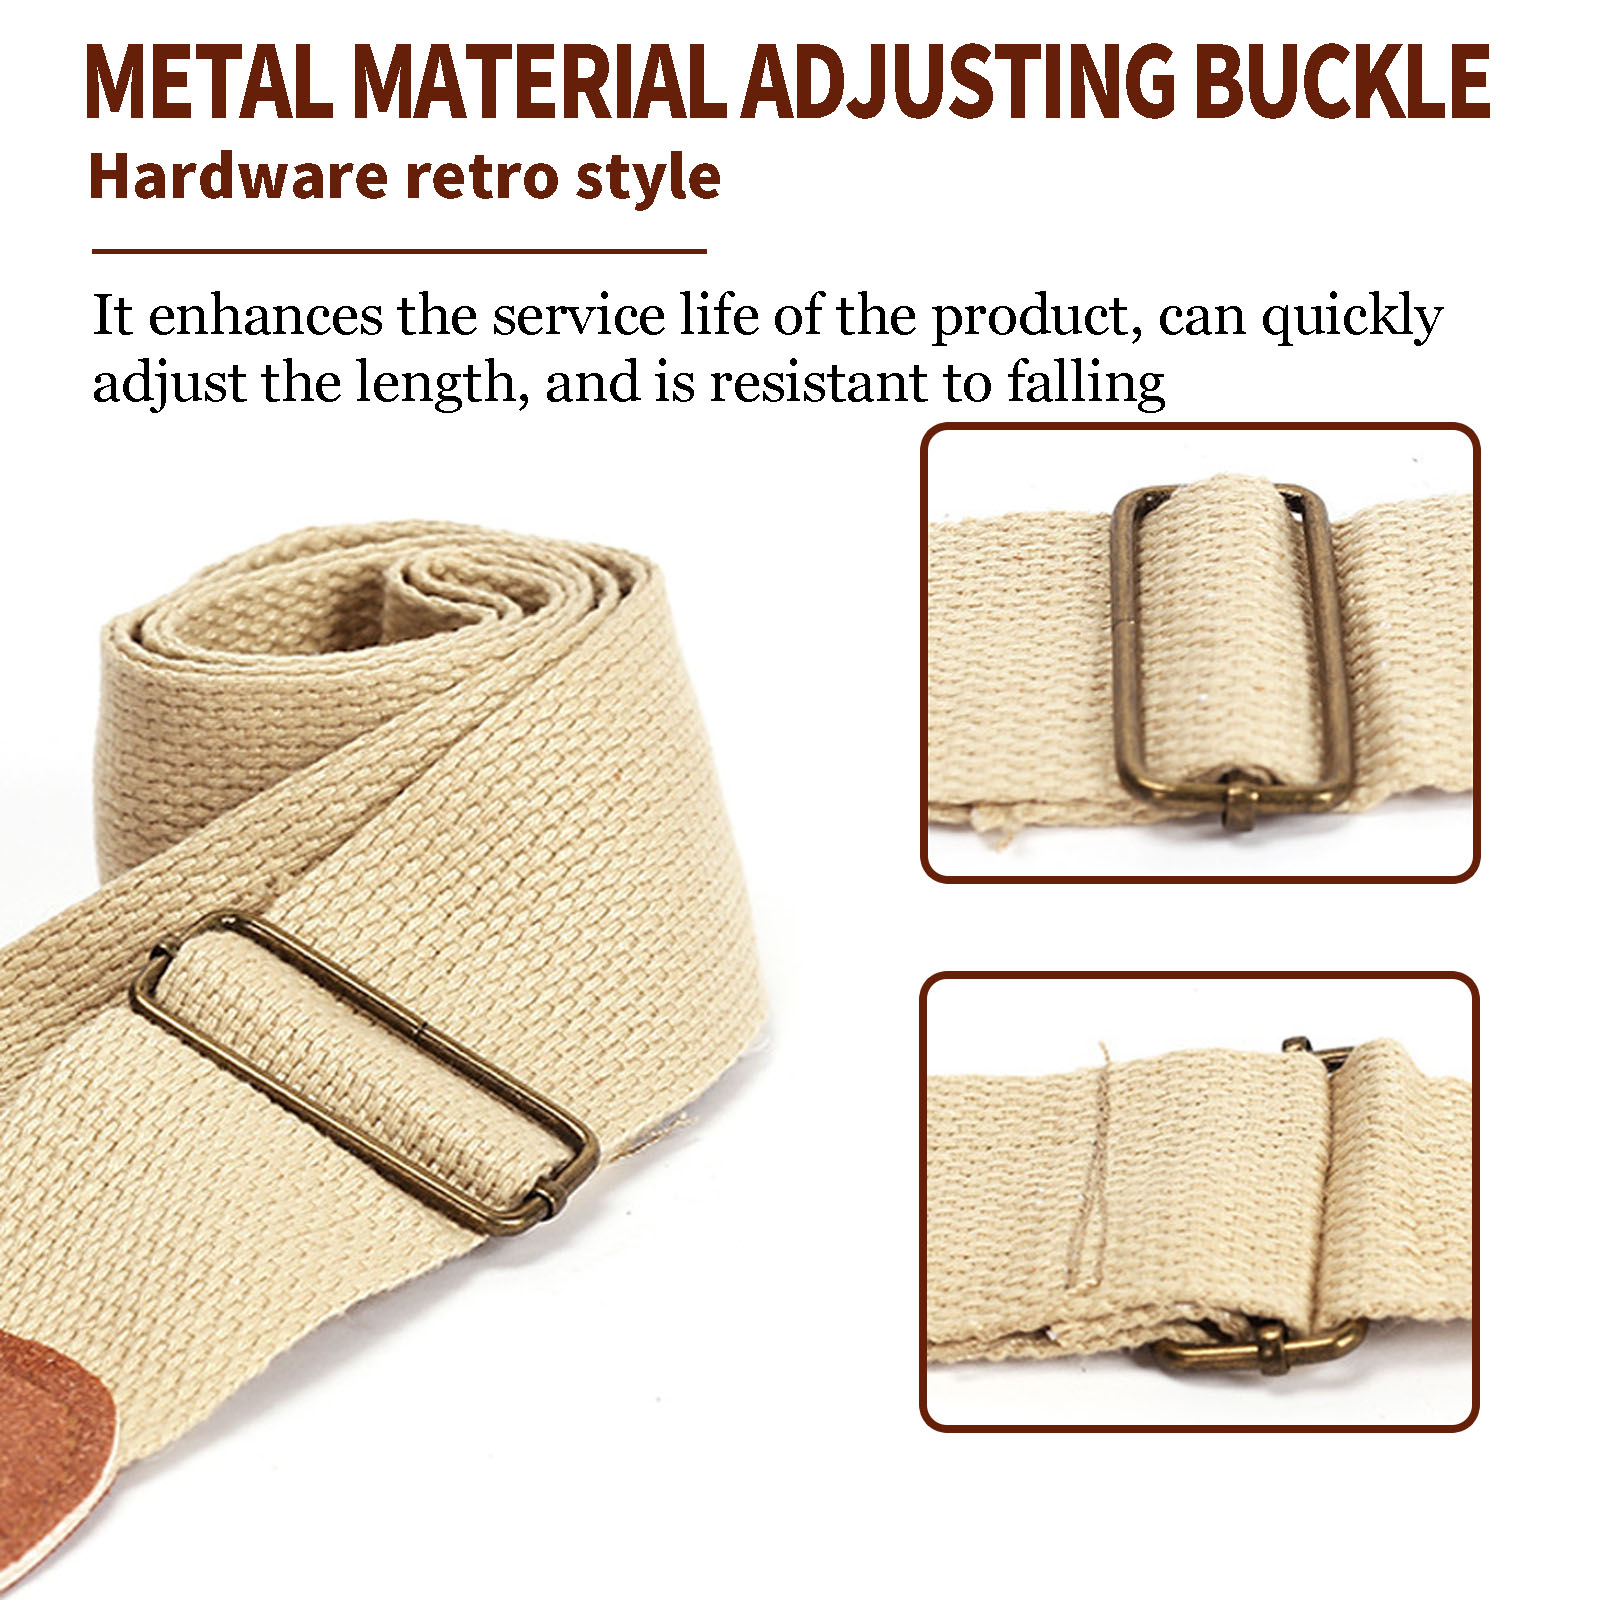 METAL MATERIAL ADJUSTING BUCKLE
Hardware retro style
It enhances the service life of the product, can quickly
adjust the length, and is resistant to falling